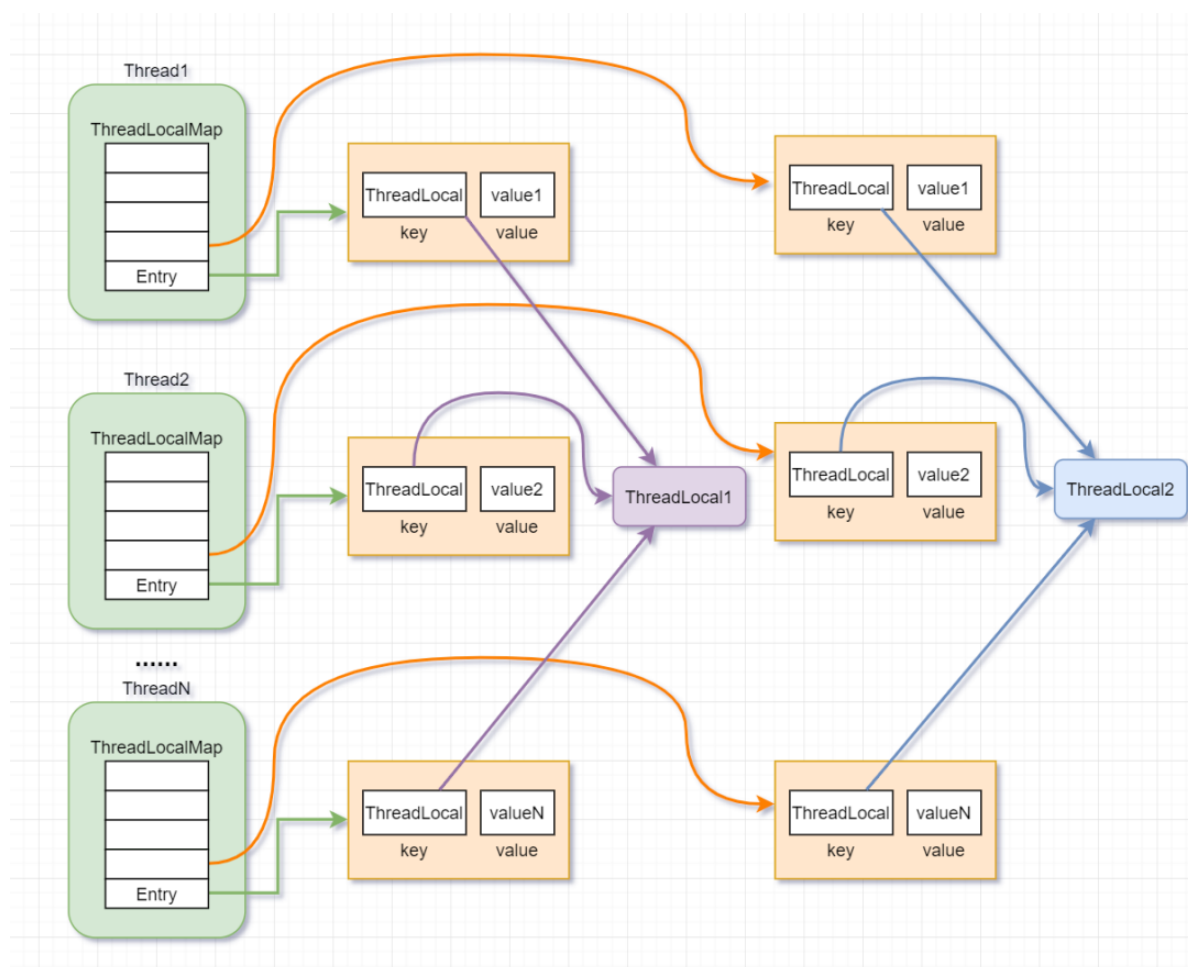 Thread1
ThreadLocalMap
Entry
ThreadLocal value1
key value
ThreadLocal value1
key value
Thread2
ThreadLocalMap
Entry
ThreadLocal value2
key value
ThreadLocal1
ThreadLocal value2
key value
ThreadLocal2
......
ThreadN
ThreadLocalMap
Entry
ThreadLocal valueN
key value
ThreadLocal valueN
key value